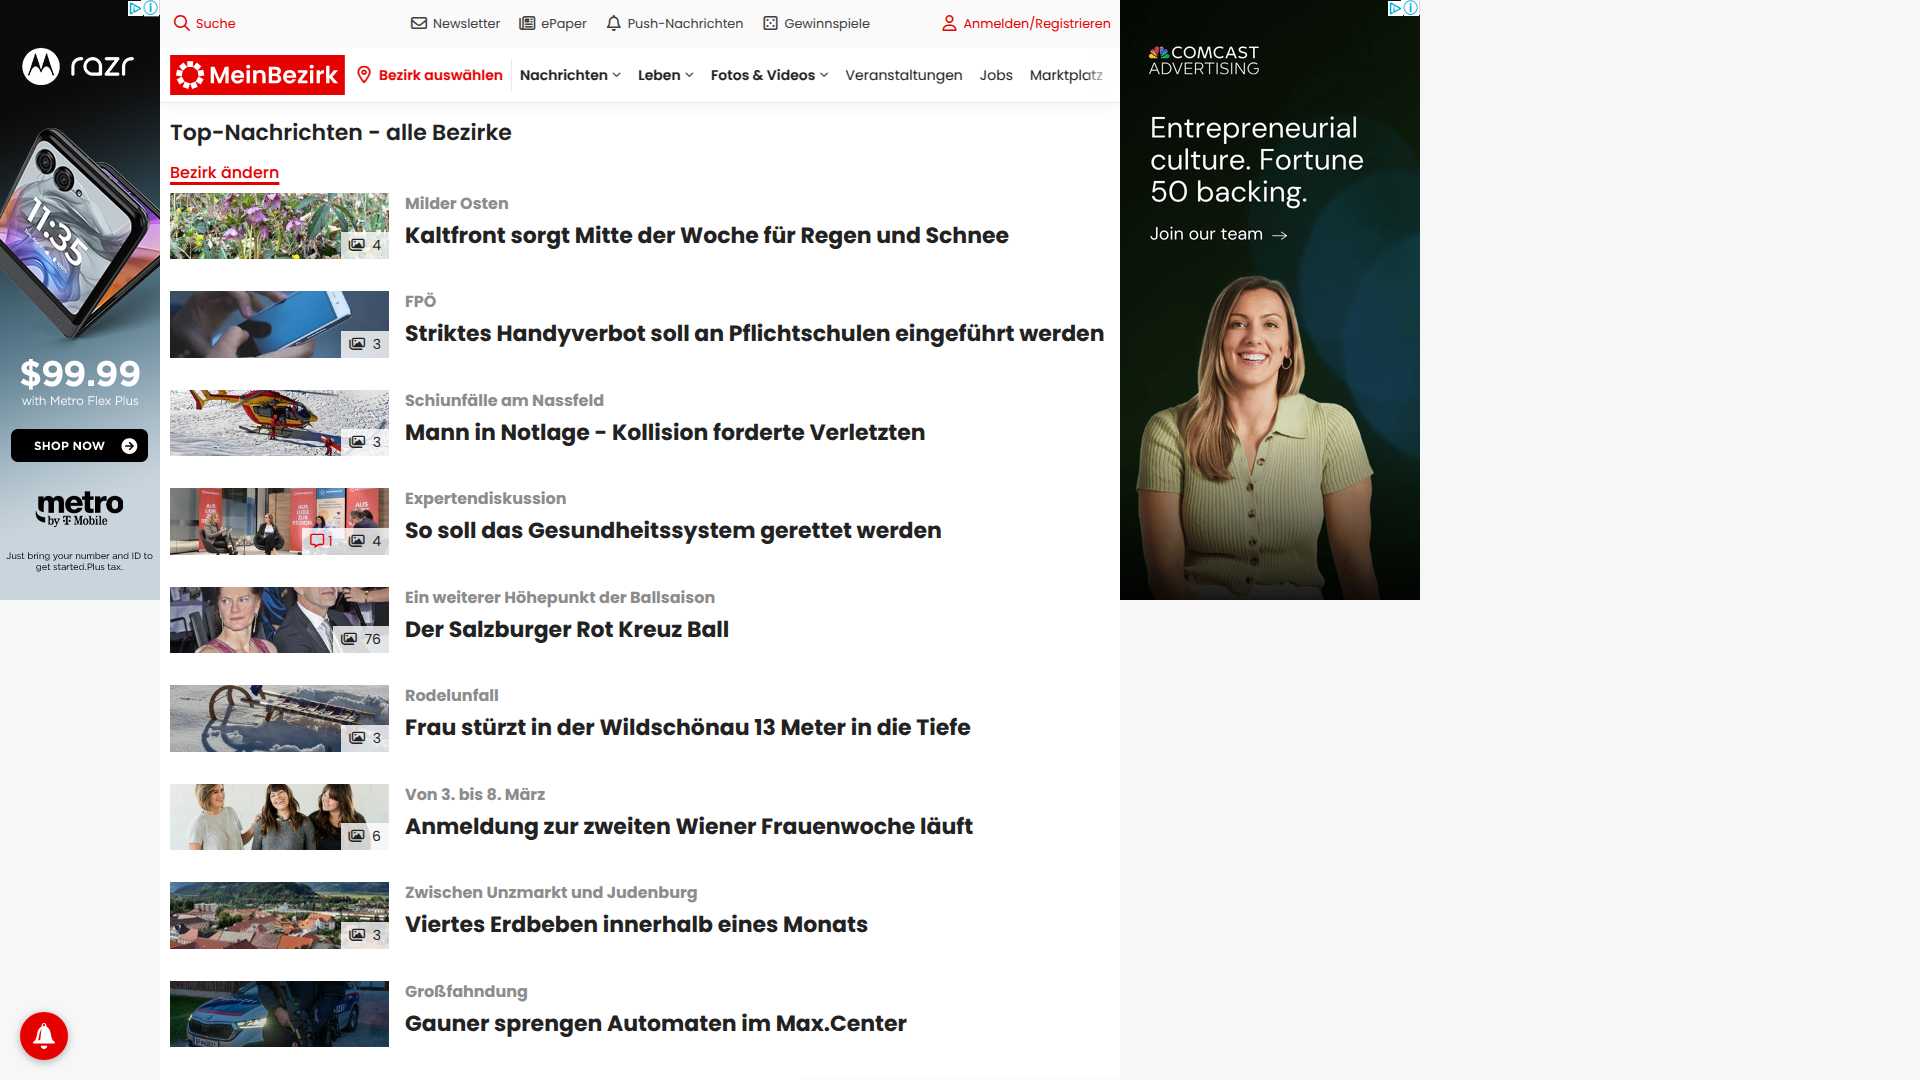 Suche
Newsletter
ePaper
Push-Nachrichten
Gewinnspiele
Anmelden/Registrieren
MeinBezirk
Bezirk auswählen
Nachrichten
Leben
Fotos & Videos
Veranstaltungen
Jobs
Marktplatz
Top-Nachrichten - alle Bezirke
Bezirk ändern
4
Milder Osten
Kaltfront sorgt Mitte der Woche für Regen und Schnee
3
FPÖ
Striktes Handyverbot soll an Pflichtschulen eingeführt werden
3
Schiunfälle am Nassfeld
Mann in Notlage - Kollision forderte Verletzten
1
4
Expertendiskussion
So soll das Gesundheitssystem gerettet werden
76
Ein weiterer Höhepunkt der Ballsaison
Der Salzburger Rot Kreuz Ball
3
Rodelunfall
Frau stürzt in der Wildschönau 13 Meter in die Tiefe
6
Von 3. bis 8. März
Anmeldung zur zweiten Wiener Frauenwoche läuft
3
Zwischen Unzmarkt und Judenburg
Viertes Erdbeben innerhalb eines Monats
Großfahndung
Gauner sprengen Automaten im Max.Center
razr
11:35
$99.99
with Metro Flex Plus
SHOP NOW
metro
by T Mobile
Just bring your number and ID to
get started.Plus tax.
COMCAST
ADVERTISING
Entrepreneurial
culture. Fortune
50 backing.
Join our team →